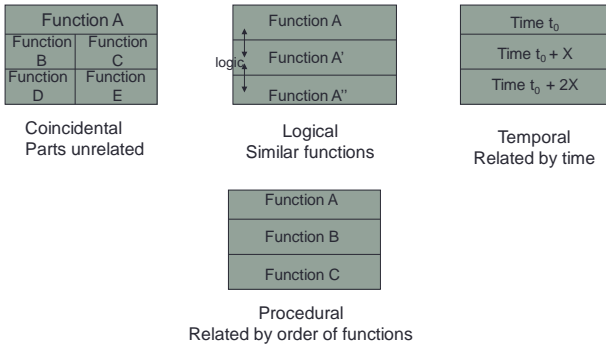 Function A
Function B
Function C
Function D
Function E
Coincidental
Parts unrelated
Function A
logic
Function A'
Function A''
Logical
Similar functions
Time t₀
Time t₀ + X
Time t₀ + 2X
Temporal
Related by time
Function A
Function B
Function C
Procedural
Related by order of functions